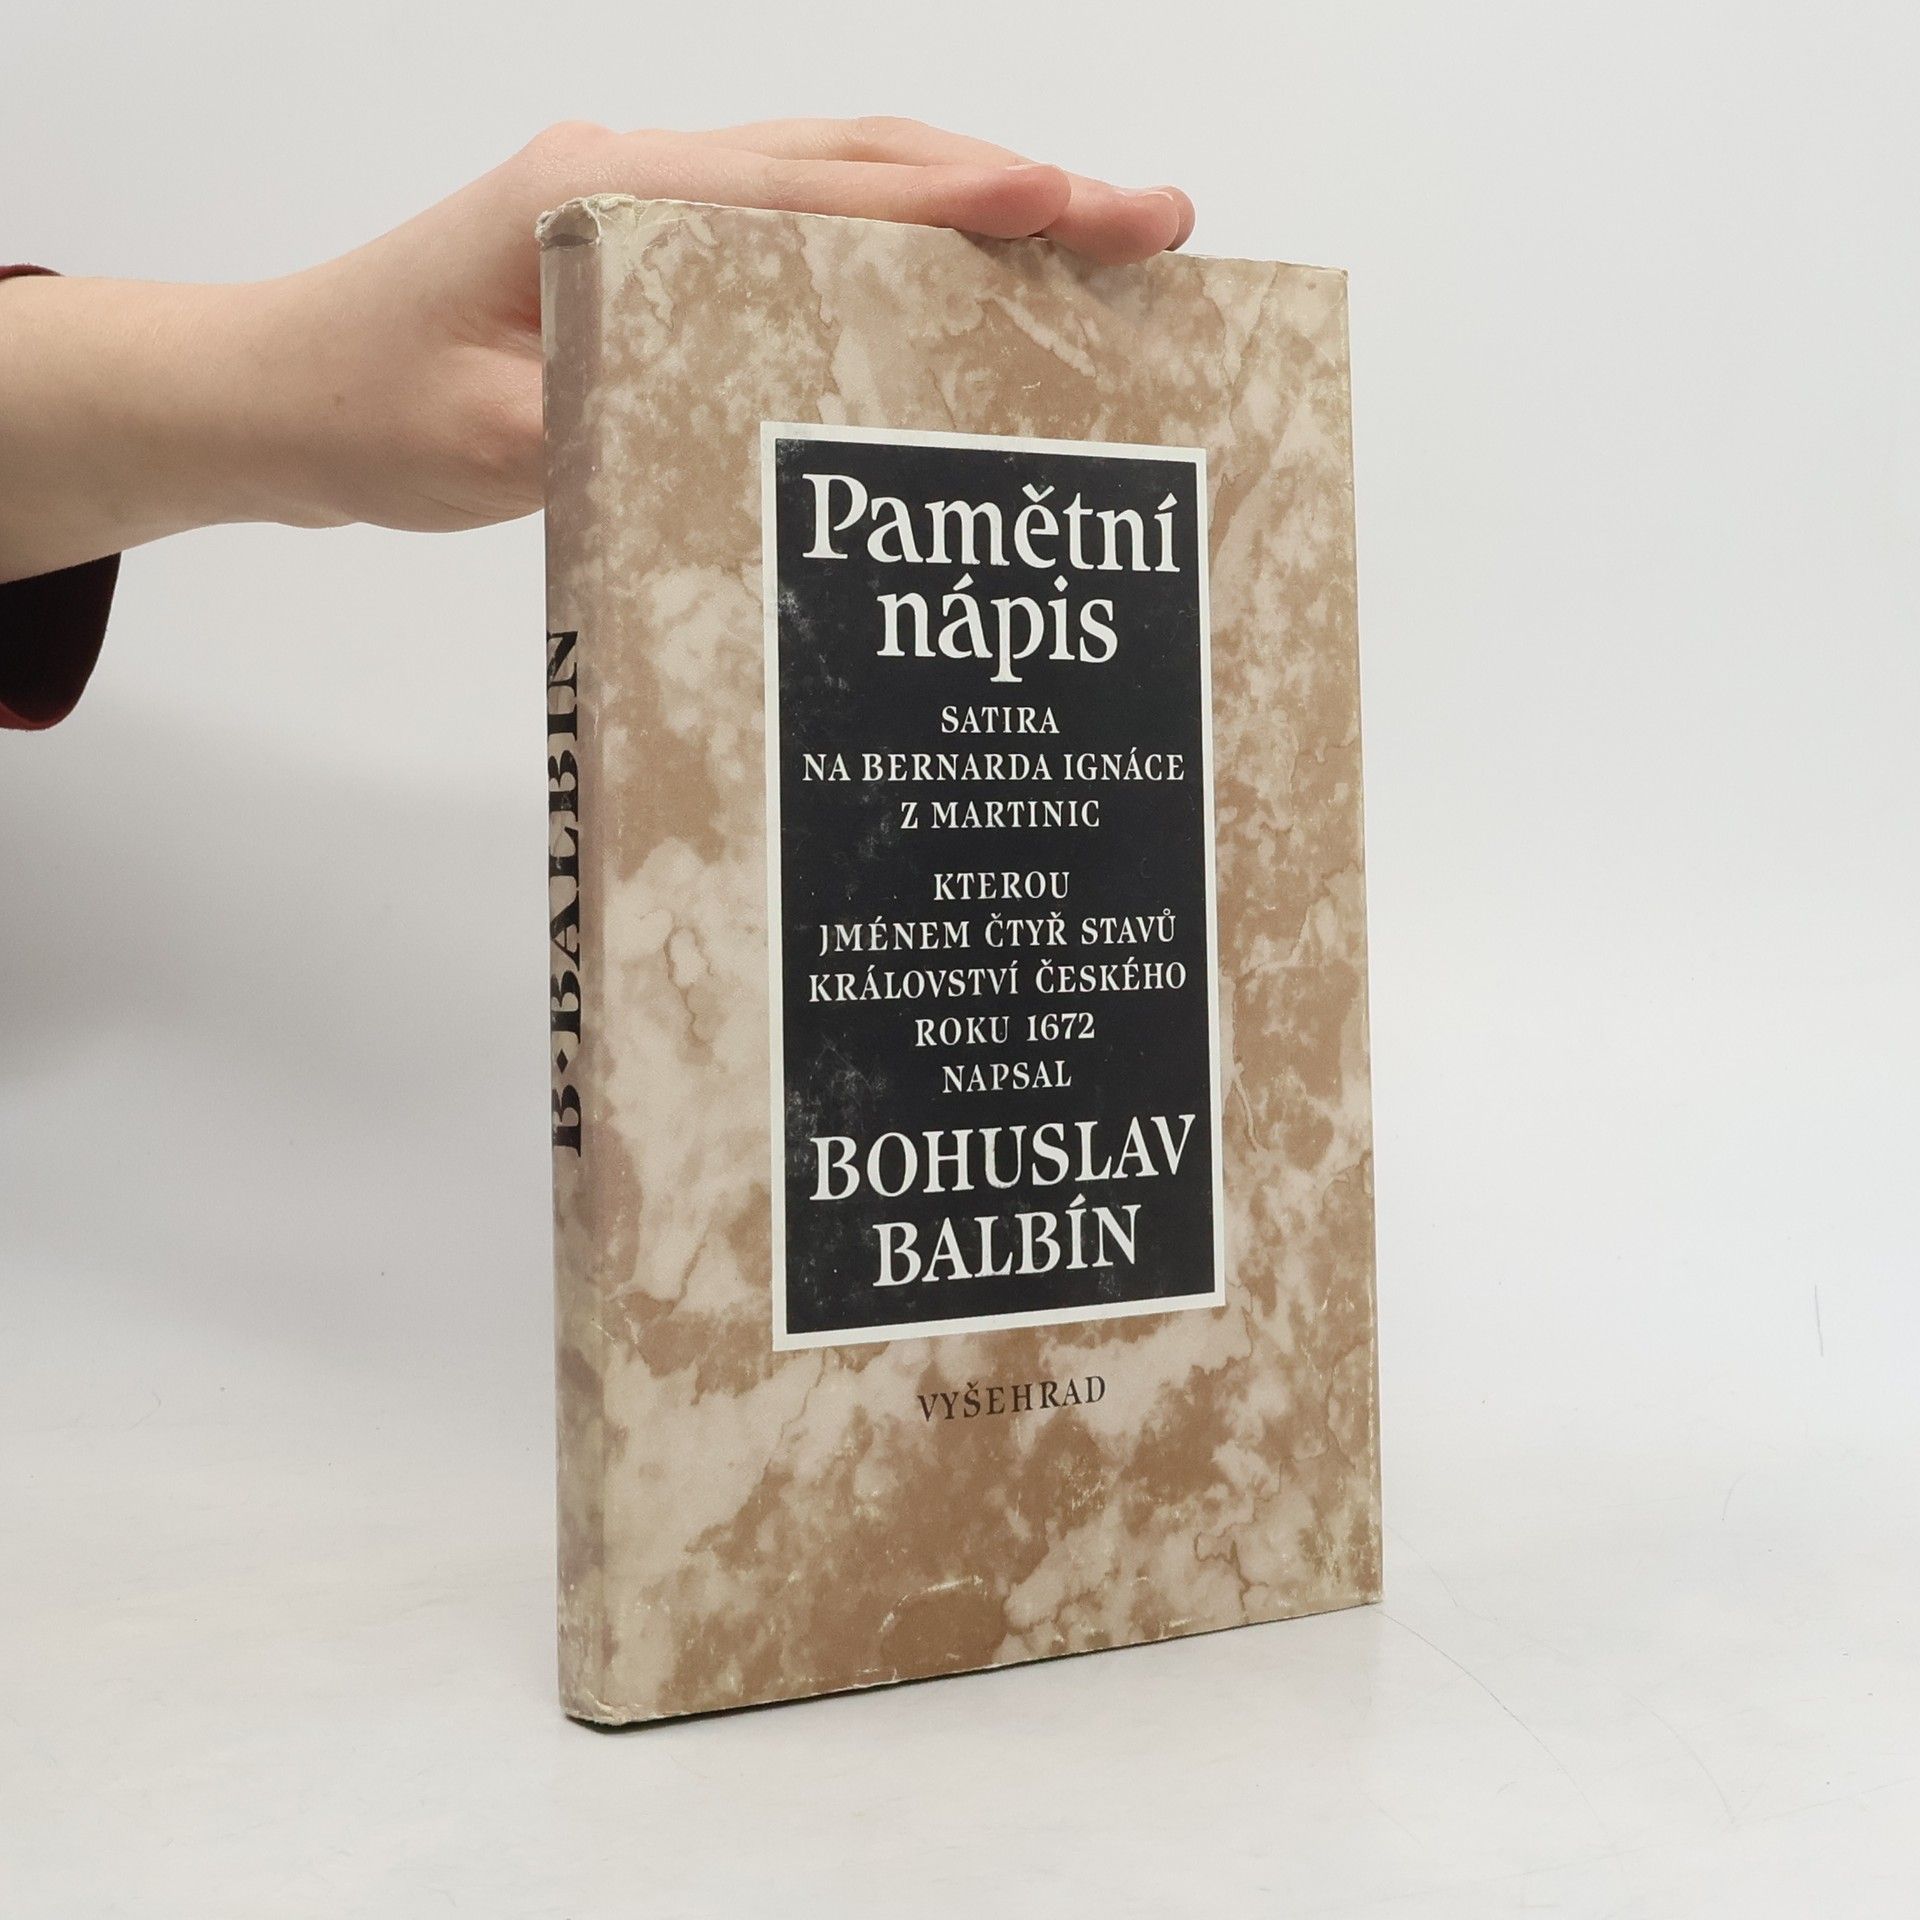 B·BALBÍN
Pamětní
nápis
SATIRA
NA BERNARDA IGNÁCE
Z MARTINIC
KTEROU
JMÉNEM ČTYŘ STAVŮ
KRÁLOVSTVÍ ČESKÉHO
ROKU 1672
NAPSAL
BOHUSLAV
BALBÍN
VYŠEHRAD